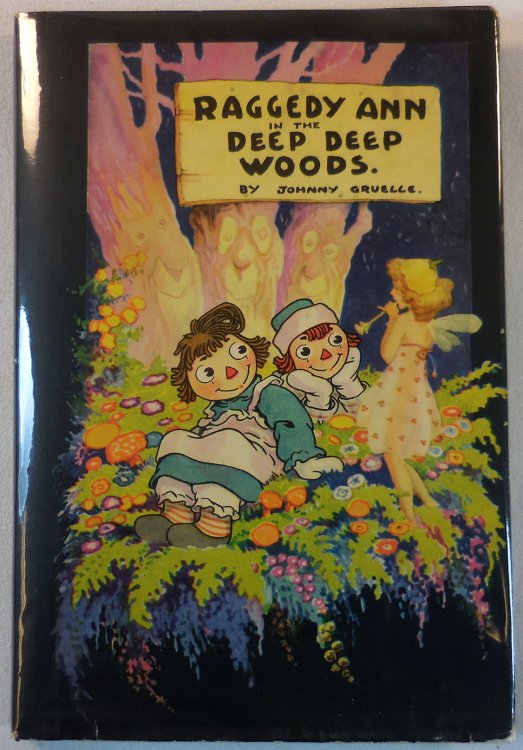 RAGGEDY ANN
IN THE
DEEP DEEP
WOODS.
BY JOHNNY GRUELLE.